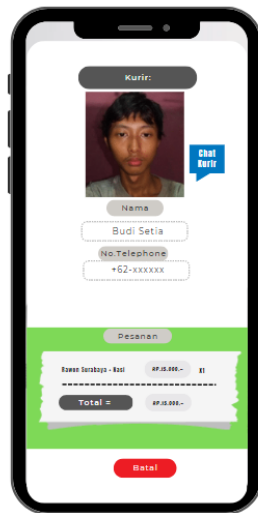 Kurir:
Chat
Kurir
Nama
Budi Setia
No.Telephone
+62-xxxxxx
Pesanan
Rawon Surabaya - Nasi RP.15.000,- X1
Total = RP.15.000,-
Batal